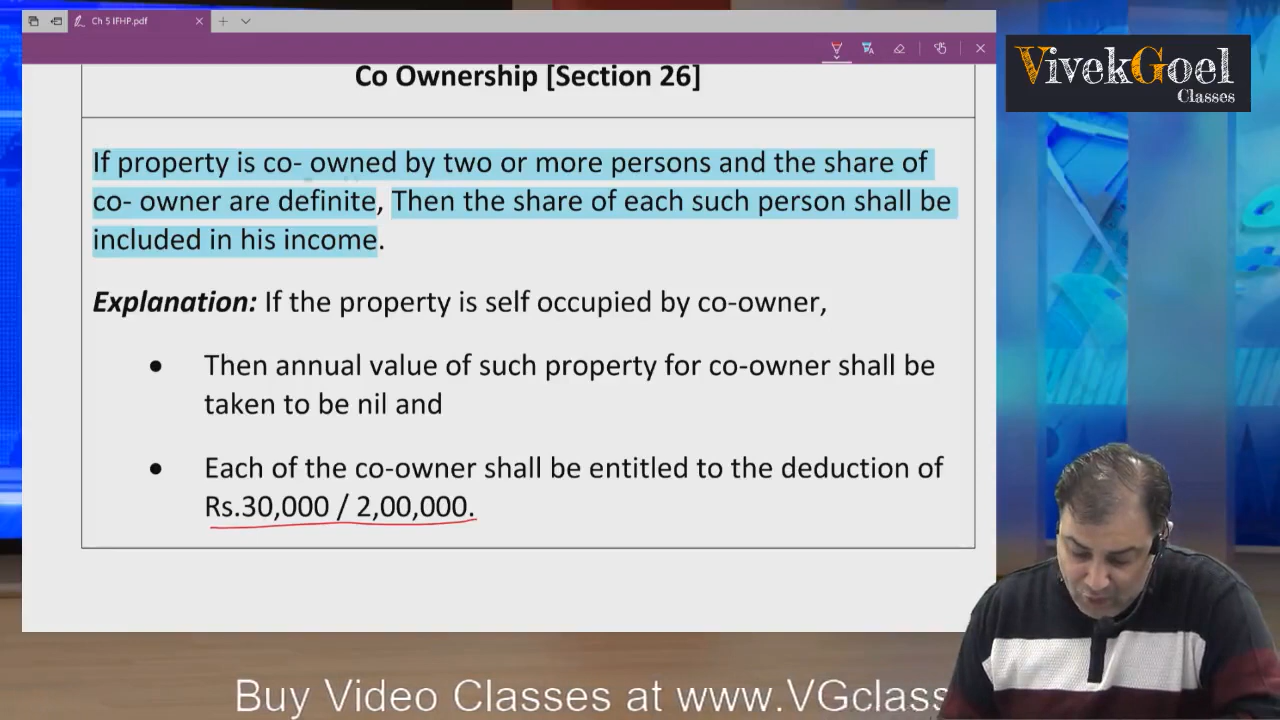 Ch 5 IFHP.pdf
VivekGoel
Classes
Co Ownership [Section 26]
If property is co- owned by two or more persons and the share of
co- owner are definite, Then the share of each such person shall be
included in his income.
Explanation: If the property is self occupied by co-owner,
• Then annual value of such property for co-owner shall be
taken to be nil and
• Each of the co-owner shall be entitled to the deduction of
Rs.30,000 / 2,00,000.
Buy Video Classes at www.VGclass